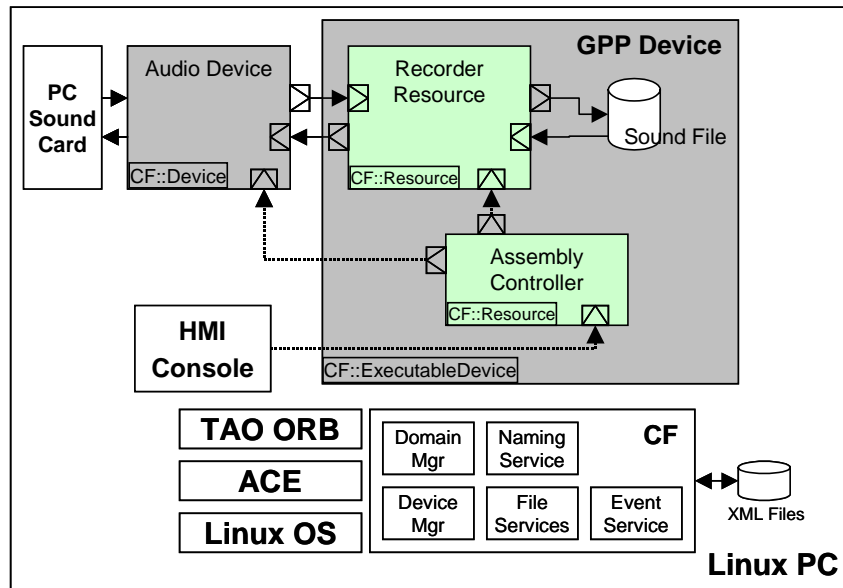 GPP Device
Audio Device
Recorder
Resource
PC
Sound
Card
Sound File
CF::Device
CF::Resource
Assembly
Controller
CF::Resource
HMI
Console
CF::ExecutableDevice
TAO ORB
ACE
Linux OS
CF
Domain
Mgr
Naming
Service
Device
Mgr
File
Services
Event
Service
XML Files
Linux PC